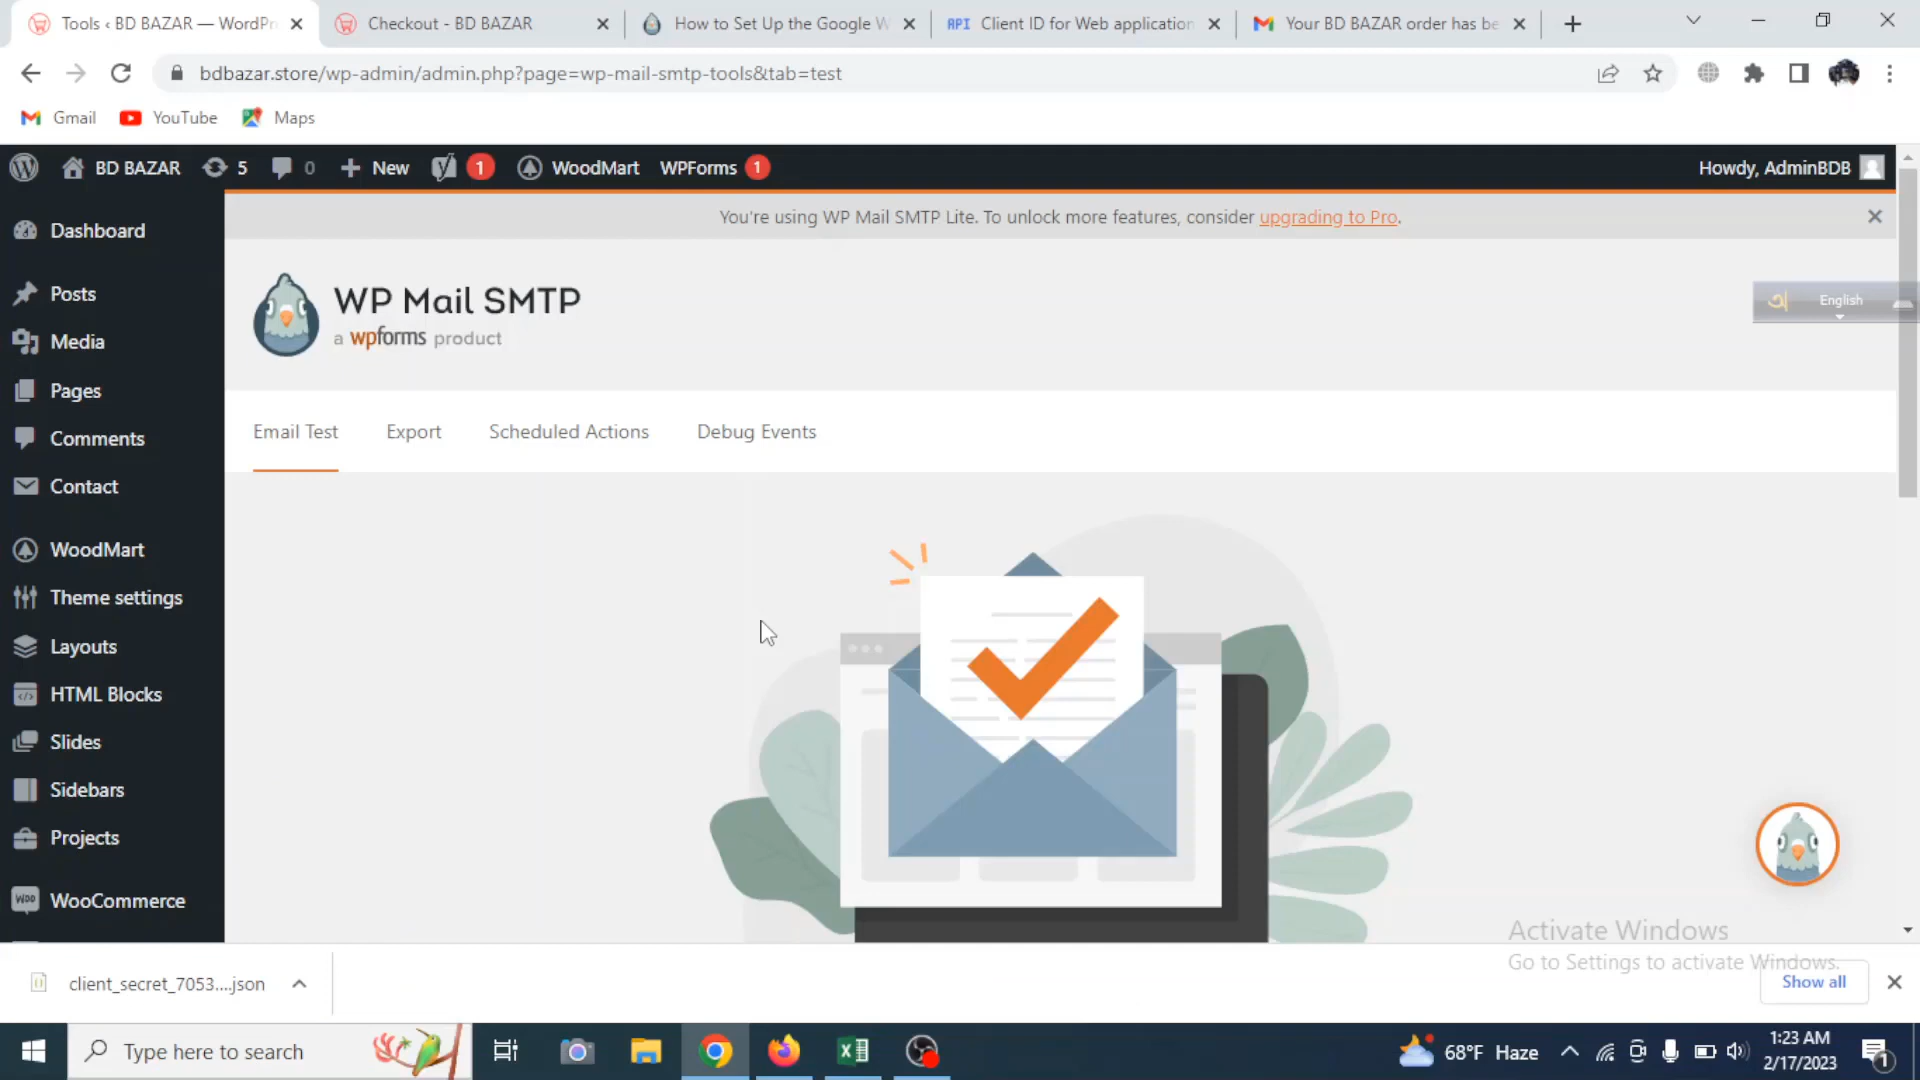 Tools ‹ BD BAZAR — WordPr
Checkout - BD BAZAR
How to Set Up the Google W
API Client ID for Web application
Your BD BAZAR order has be
bdbazar.store/wp-admin/admin.php?page=wp-mail-smtp-tools&tab=test
Gmail YouTube Maps
BD BAZAR 5 0 New 1 WoodMart WPForms 1 Howdy, AdminBDB
You're using WP Mail SMTP Lite. To unlock more features, consider upgrading to Pro.
Dashboard
Posts
Media
Pages
Comments
Contact
WoodMart
Theme settings
Layouts
HTML Blocks
Slides
Sidebars
Projects
WOO WooCommerce
WP Mail SMTP
a wpforms product
অ English
Email Test Export Scheduled Actions Debug Events
Activate Windows
Go to Settings to activate Windows.
client_secret_7053....json
Show all
Type here to search
68°F Haze
1:23 AM
2/17/2023
1